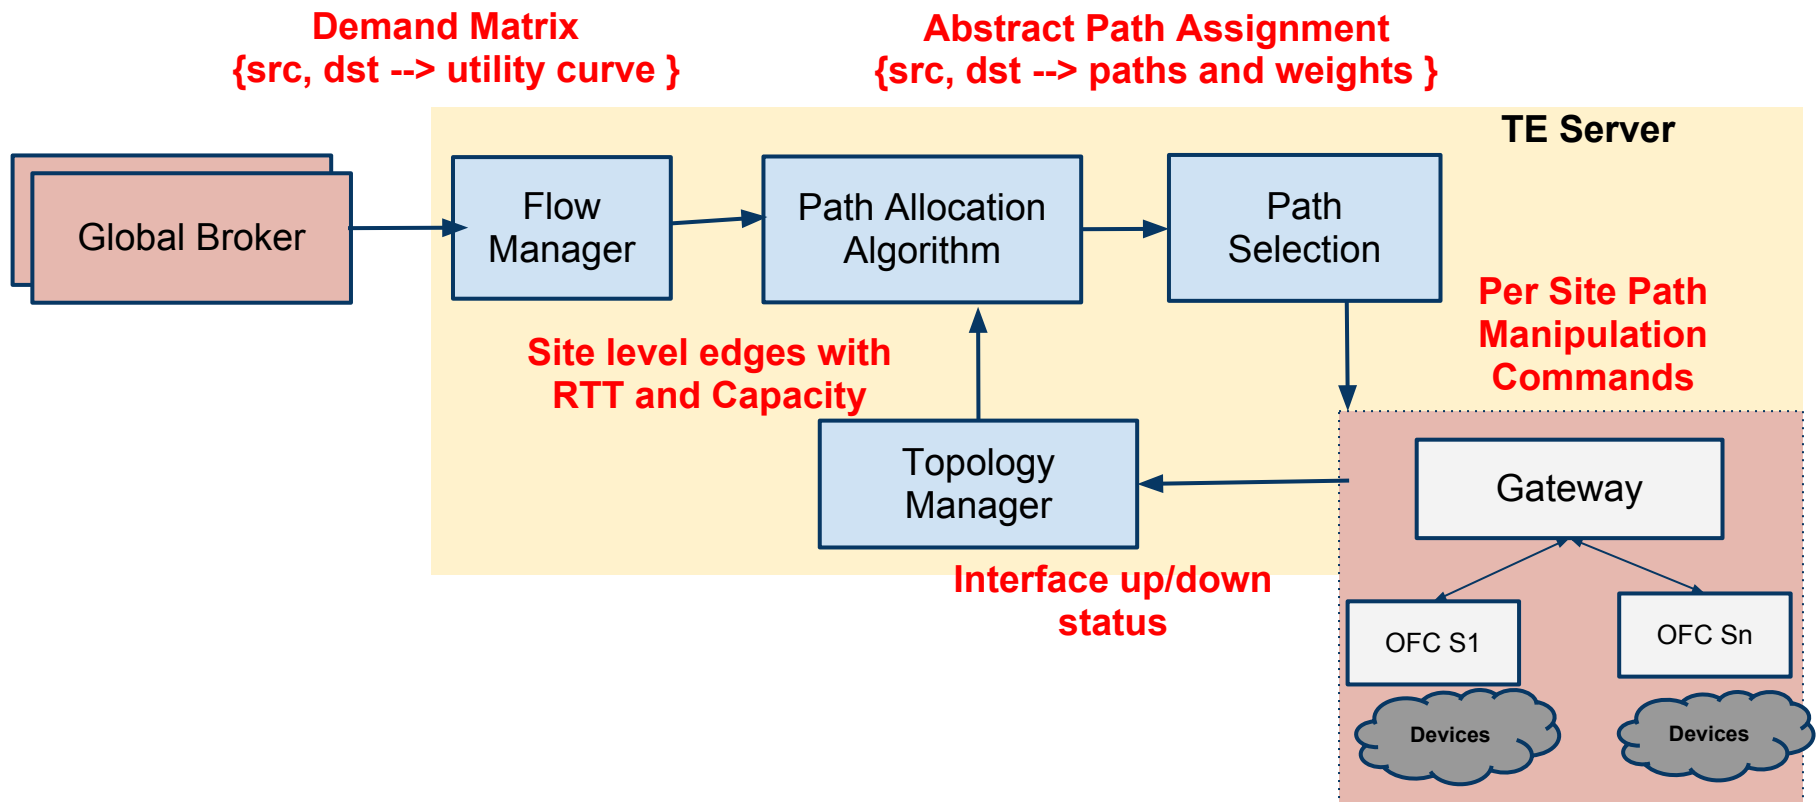 Demand Matrix
{src, dst --> utility curve }
Abstract Path Assignment
{src, dst --> paths and weights }
TE Server
Global Broker
Flow
Manager
Path Allocation
Algorithm
Path
Selection
Per Site Path
Manipulation
Commands
Site level edges with
RTT and Capacity
Topology
Manager
Gateway
Interface up/down
status
OFC S1
OFC Sn
Devices
Devices